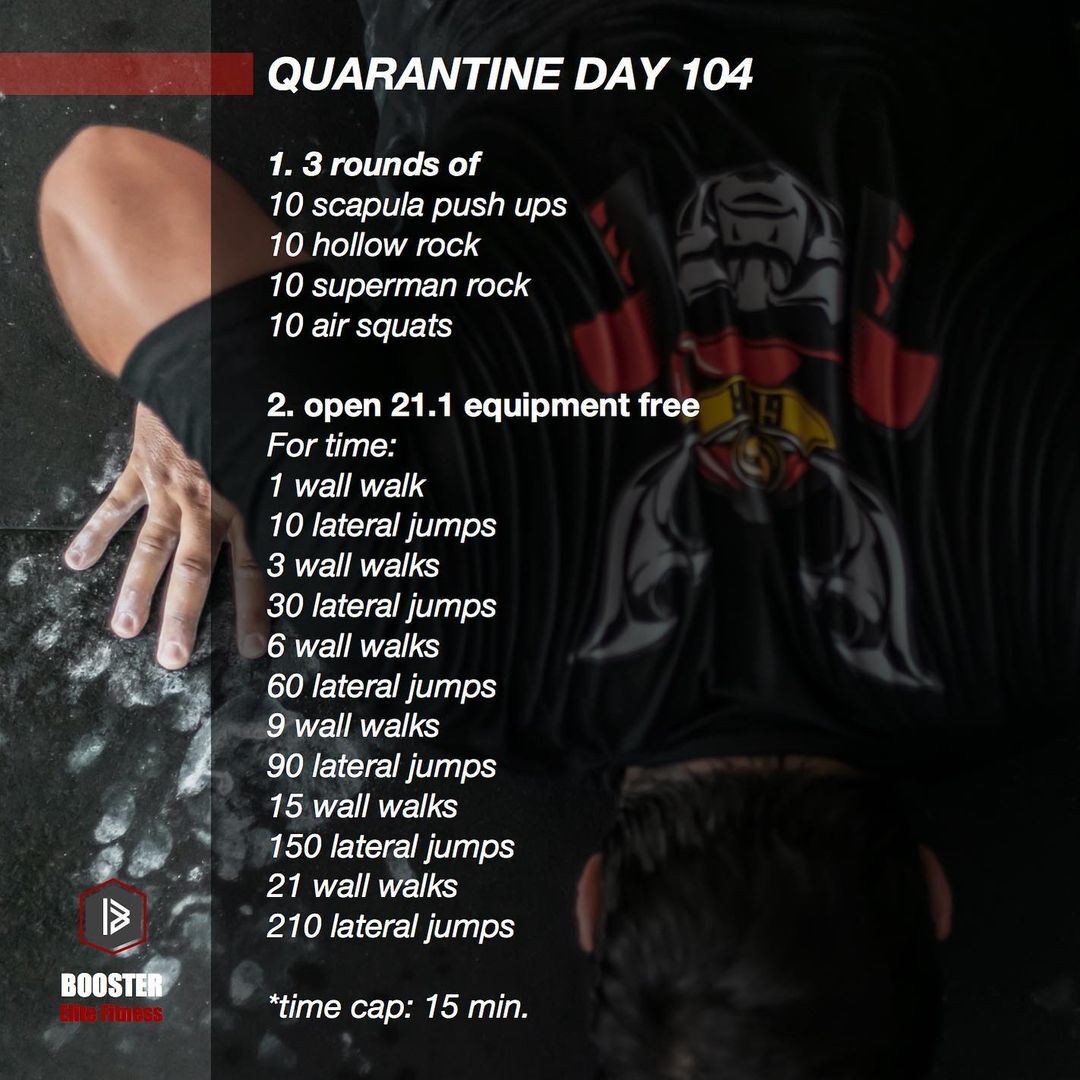 QUARANTINE DAY 104
1. 3 rounds of
10 scapula push ups
10 hollow rock
10 superman rock
10 air squats
2. open 21.1 equipment free
For time:
1 wall walk
10 lateral jumps
3 wall walks
30 lateral jumps
6 wall walks
60 lateral jumps
9 wall walks
90 lateral jumps
15 wall walks
150 lateral jumps
21 wall walks
210 lateral jumps
*time cap: 15 min.
BOOSTER
Elite Fitness